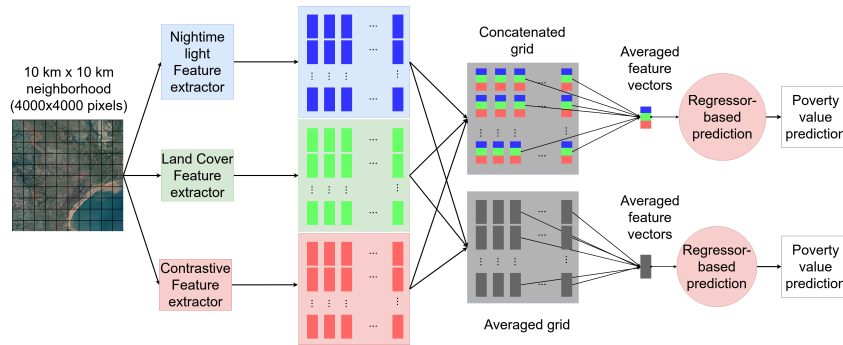 10 km x 10 km
neighborhood
(4000x4000 pixels)
Nightime
light
Feature
extractor
Land Cover
Feature
extractor
Contrastive
Feature
extractor
Concatenated
grid
Averaged grid
Averaged
feature
vectors
Regressor-
based
prediction
Poverty
value
prediction
Averaged
feature
vectors
Regressor-
based
prediction
Poverty
value
prediction